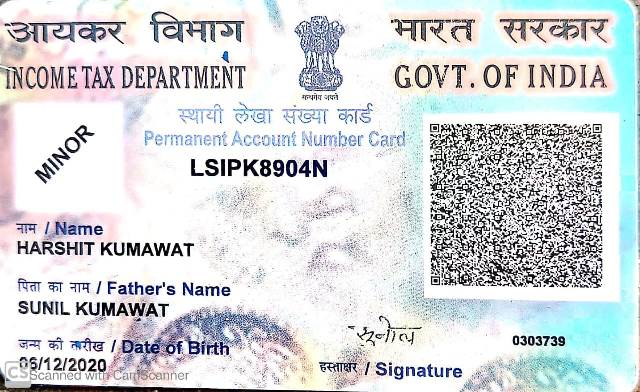 आयकर विभाग
INCOME TAX DEPARTMENT
भारत सरकार
GOVT. OF INDIA
सत्यमेव जयते
स्थायी लेखा संख्या कार्ड
Permanent Account Number Card
LSIPK8904N
MINOR
नाम / Name
HARSHIT KUMAWAT
पिता का नाम / Father's Name
SUNIL KUMAWAT
जन्म की तारीख / Date of Birth
06/12/2020
सुनील
हस्ताक्षर / Signature
0303739
CS Scanned with CamScanner